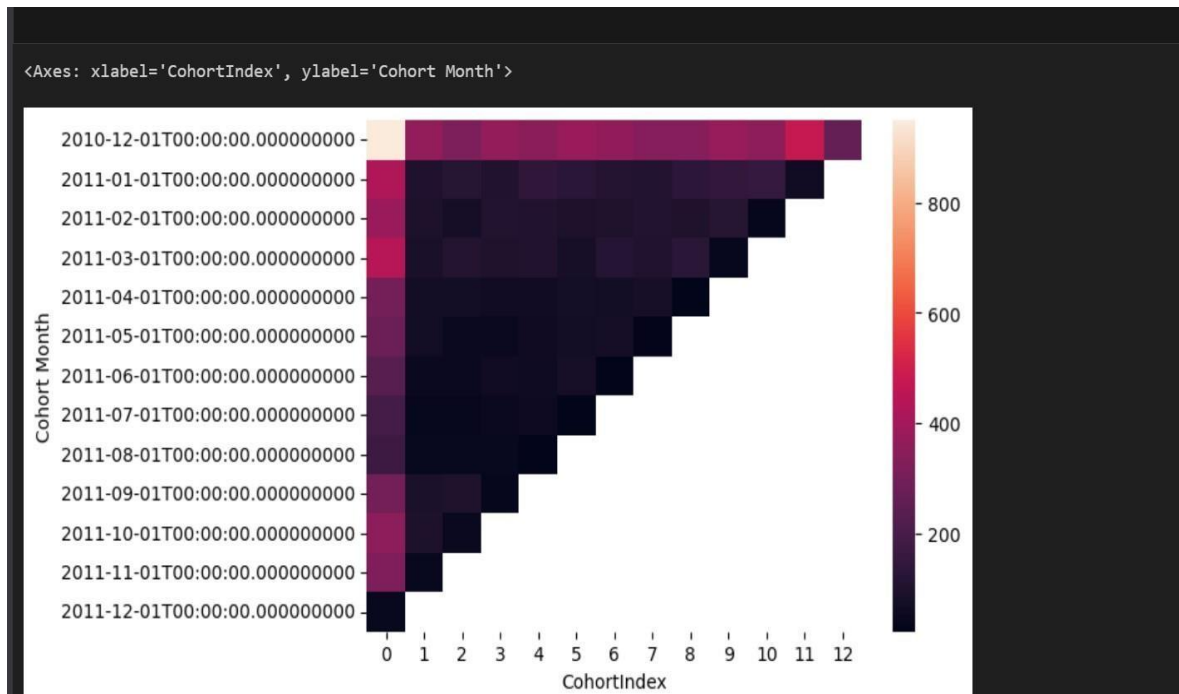 <Axes: xlabel='CohortIndex', ylabel='Cohort Month'>
2010-12-01T00:00:00.000000000
2011-01-01T00:00:00.000000000
2011-02-01T00:00:00.000000000
2011-03-01T00:00:00.000000000
2011-04-01T00:00:00.000000000
2011-05-01T00:00:00.000000000
2011-06-01T00:00:00.000000000
2011-07-01T00:00:00.000000000
2011-08-01T00:00:00.000000000
2011-09-01T00:00:00.000000000
2011-10-01T00:00:00.000000000
2011-11-01T00:00:00.000000000
2011-12-01T00:00:00.000000000
Cohort Month
0 1 2 3 4 5 6 7 8 9 10 11 12
CohortIndex
800
600
400
200